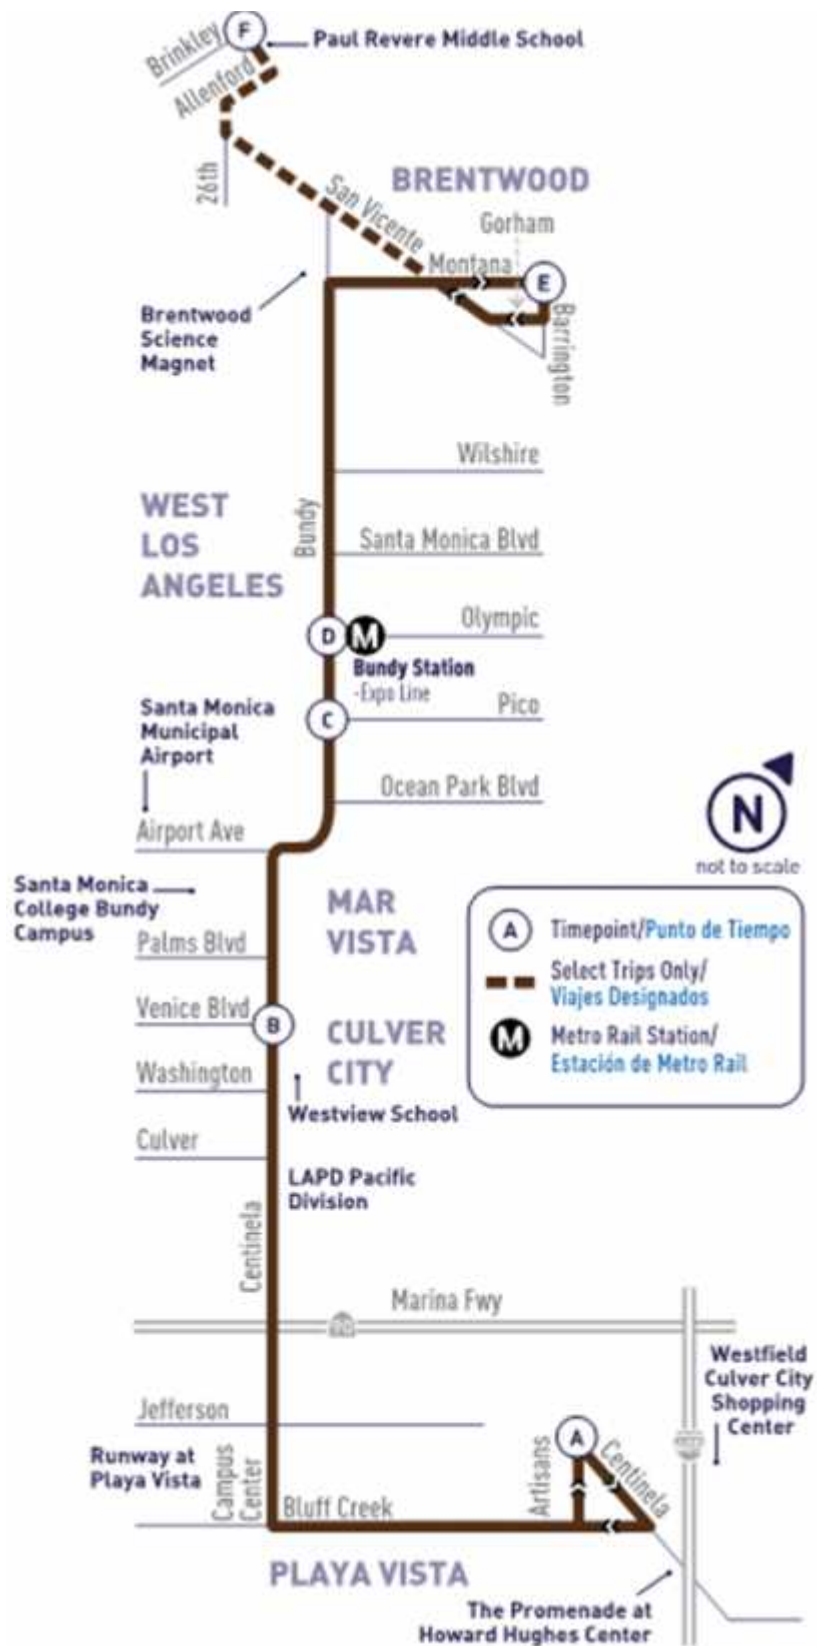 F
Paul Revere Middle School
Brinkley
Allenford
26th
San Vicente
BRENTWOOD
Gorham
Montana
E
Barrington
Brentwood
Science
Magnet
Wilshire
WEST
LOS
ANGELES
Bundy
Santa Monica Blvd
Olympic
D
M
Bundy Station
-Expo Line
C
Pico
Santa Monica
Municipal
Airport
Ocean Park Blvd
Airport Ave
N
not to scale
Santa Monica
College Bundy
Campus
MAR
VISTA
Palms Blvd
Venice Blvd
B
CULVER
CITY
Washington
Westview School
Culver
LAPD Pacific
Division
Centinela
A
Timepoint/Punto de Tiempo
Select Trips Only/
Viajes Designados
M
Metro Rail Station/
Estación de Metro Rail
Marina Fwy
Westfield
Culver City
Shopping
Center
Jefferson
Runway at
Playa Vista
Campus
Center
Bluff Creek
Artisans
A
Centinela
PLAYA VISTA
The Promenade at
Howard Hughes Center